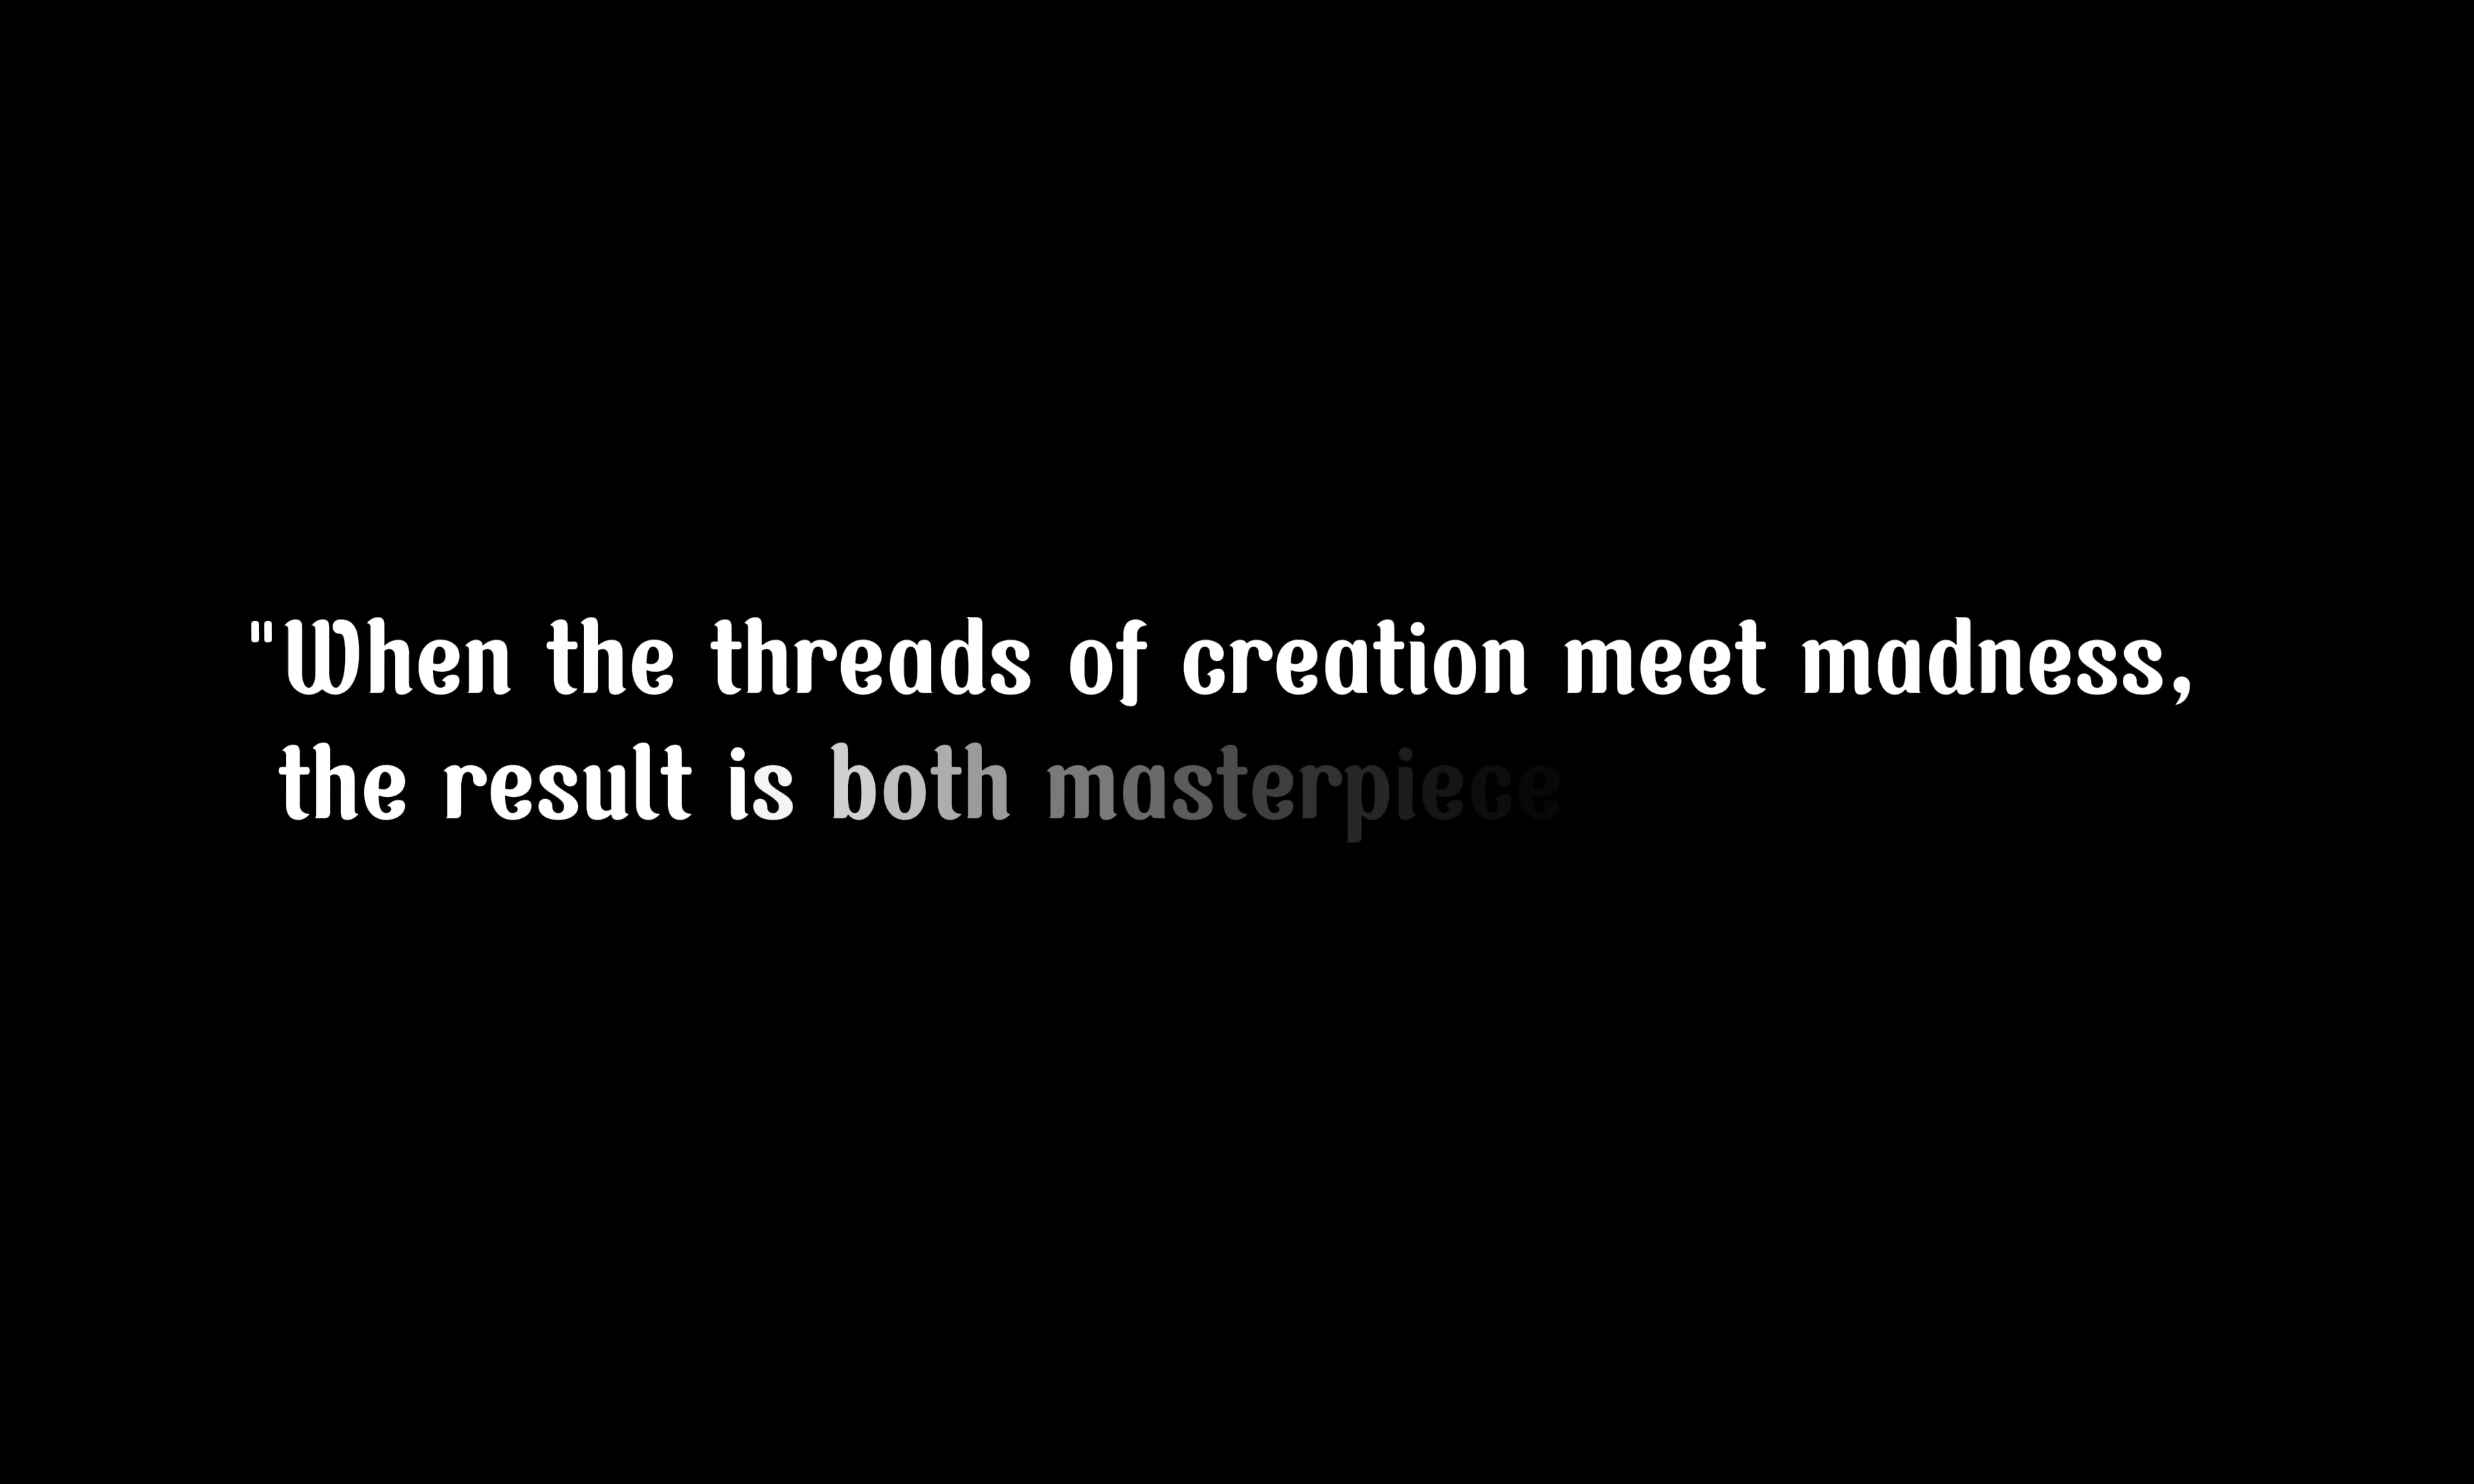 "When the threads of creation meet madness,
the result is both masterpiece